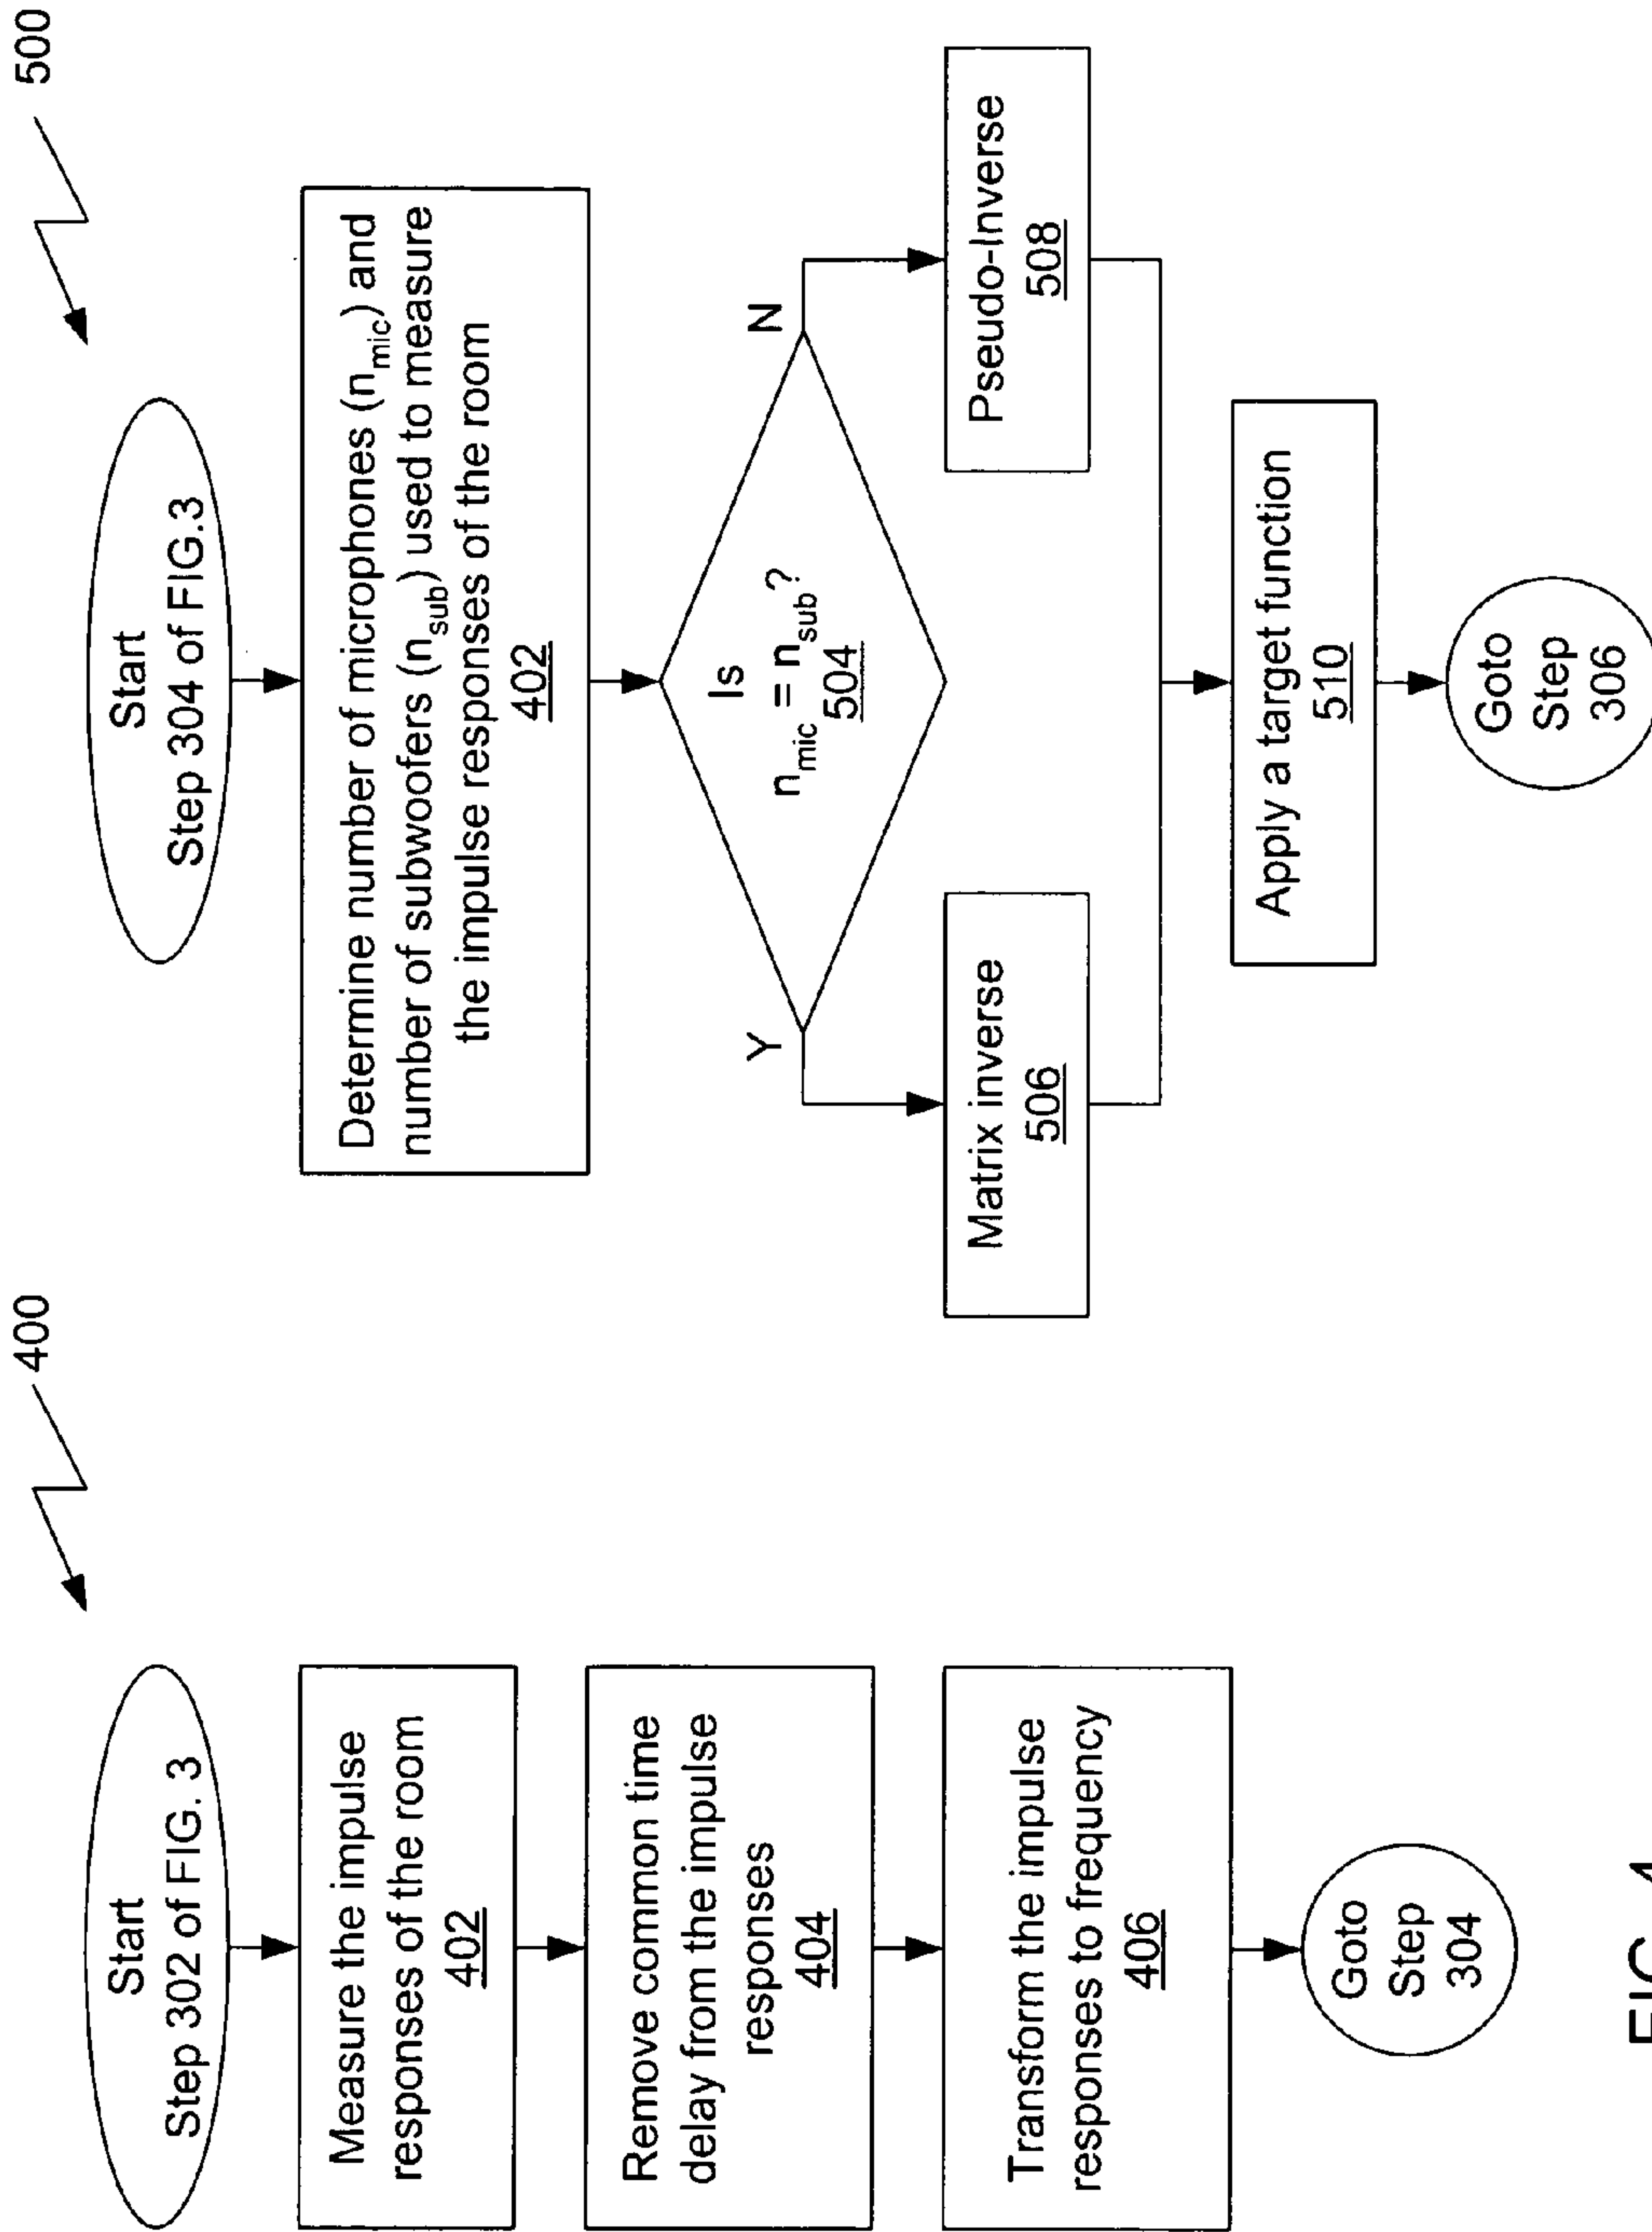 400
Start
Step 302 of FIG. 3
Measure the impulse
responses of the room
402
Remove common time
delay from the impulse
responses
404
Transform the impulse
responses to frequency
406
Goto
Step
304
FIG. 4
500
Start
Step 304 of FIG.3
Determine number of microphones (nmic) and
number of subwoofers (nsub) used to measure
the impulse responses of the room
402
Is
nmic = nsub?
504
Y
N
Matrix inverse
506
Pseudo-Inverse
508
Apply a target function
510
Goto
Step
306